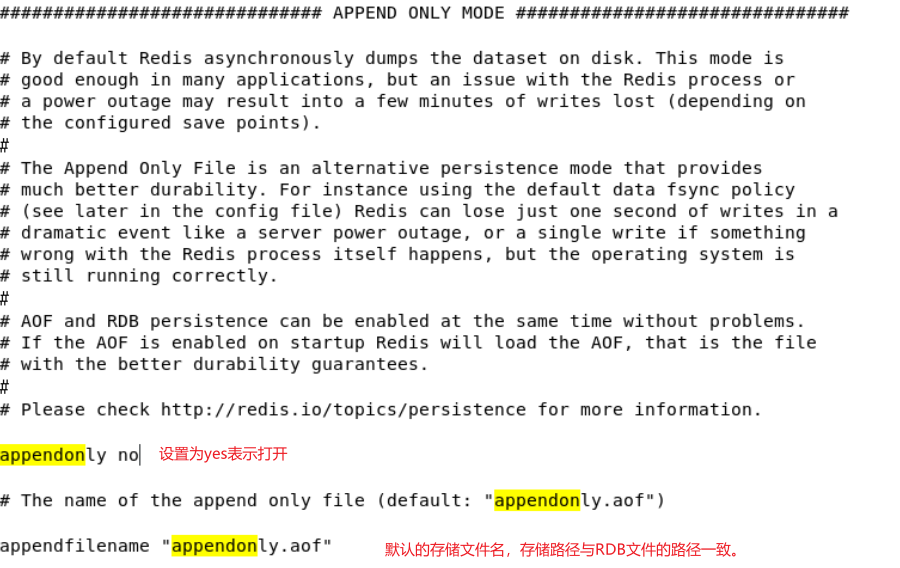 ############################## APPEND ONLY MODE ###############################
# By default Redis asynchronously dumps the dataset on disk. This mode is
# good enough in many applications, but an issue with the Redis process or
# a power outage may result into a few minutes of writes lost (depending on
# the configured save points).
#
# The Append Only File is an alternative persistence mode that provides
# much better durability. For instance using the default data fsync policy
# (see later in the config file) Redis can lose just one second of writes in a
# dramatic event like a server power outage, or a single write if something
# wrong with the Redis process itself happens, but the operating system is
# still running correctly.
#
# AOF and RDB persistence can be enabled at the same time without problems.
# If the AOF is enabled on startup Redis will load the AOF, that is the file
# with the better durability guarantees.
#
# Please check http://redis.io/topics/persistence for more information.
appendonly no 设置为yes表示打开
# The name of the append only file (default: "appendonly.aof")
appendfilename "appendonly.aof" 默认的存储文件名，存储路径与RDB文件的路径一致。